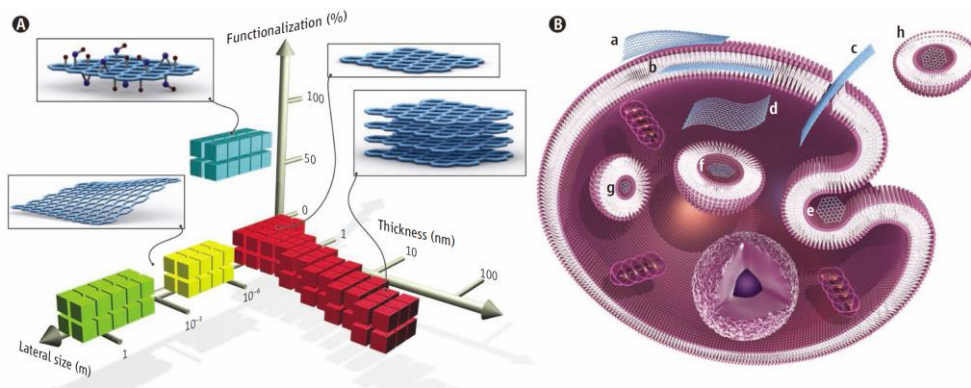 A
Functionalization (%)
100
50
0
Thickness (nm)
1
10
100
10⁻⁶
10⁻³
1
Lateral size (m)
B
a
b
c
d
e
f
g
h